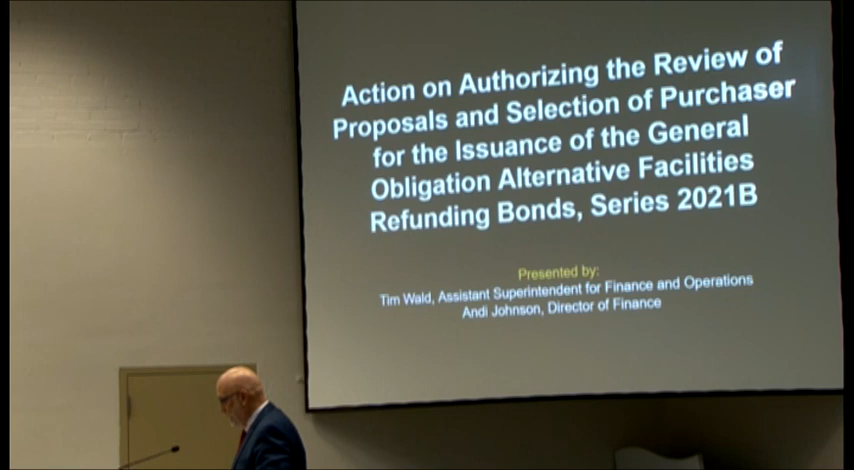 Action on Authorizing the Review of
Proposals and Selection of Purchaser
for the Issuance of the General
Obligation Alternative Facilities
Refunding Bonds, Series 2021B
Presented by:
Tim Wald, Assistant Superintendent for Finance and Operations
Andi Johnson, Director of Finance